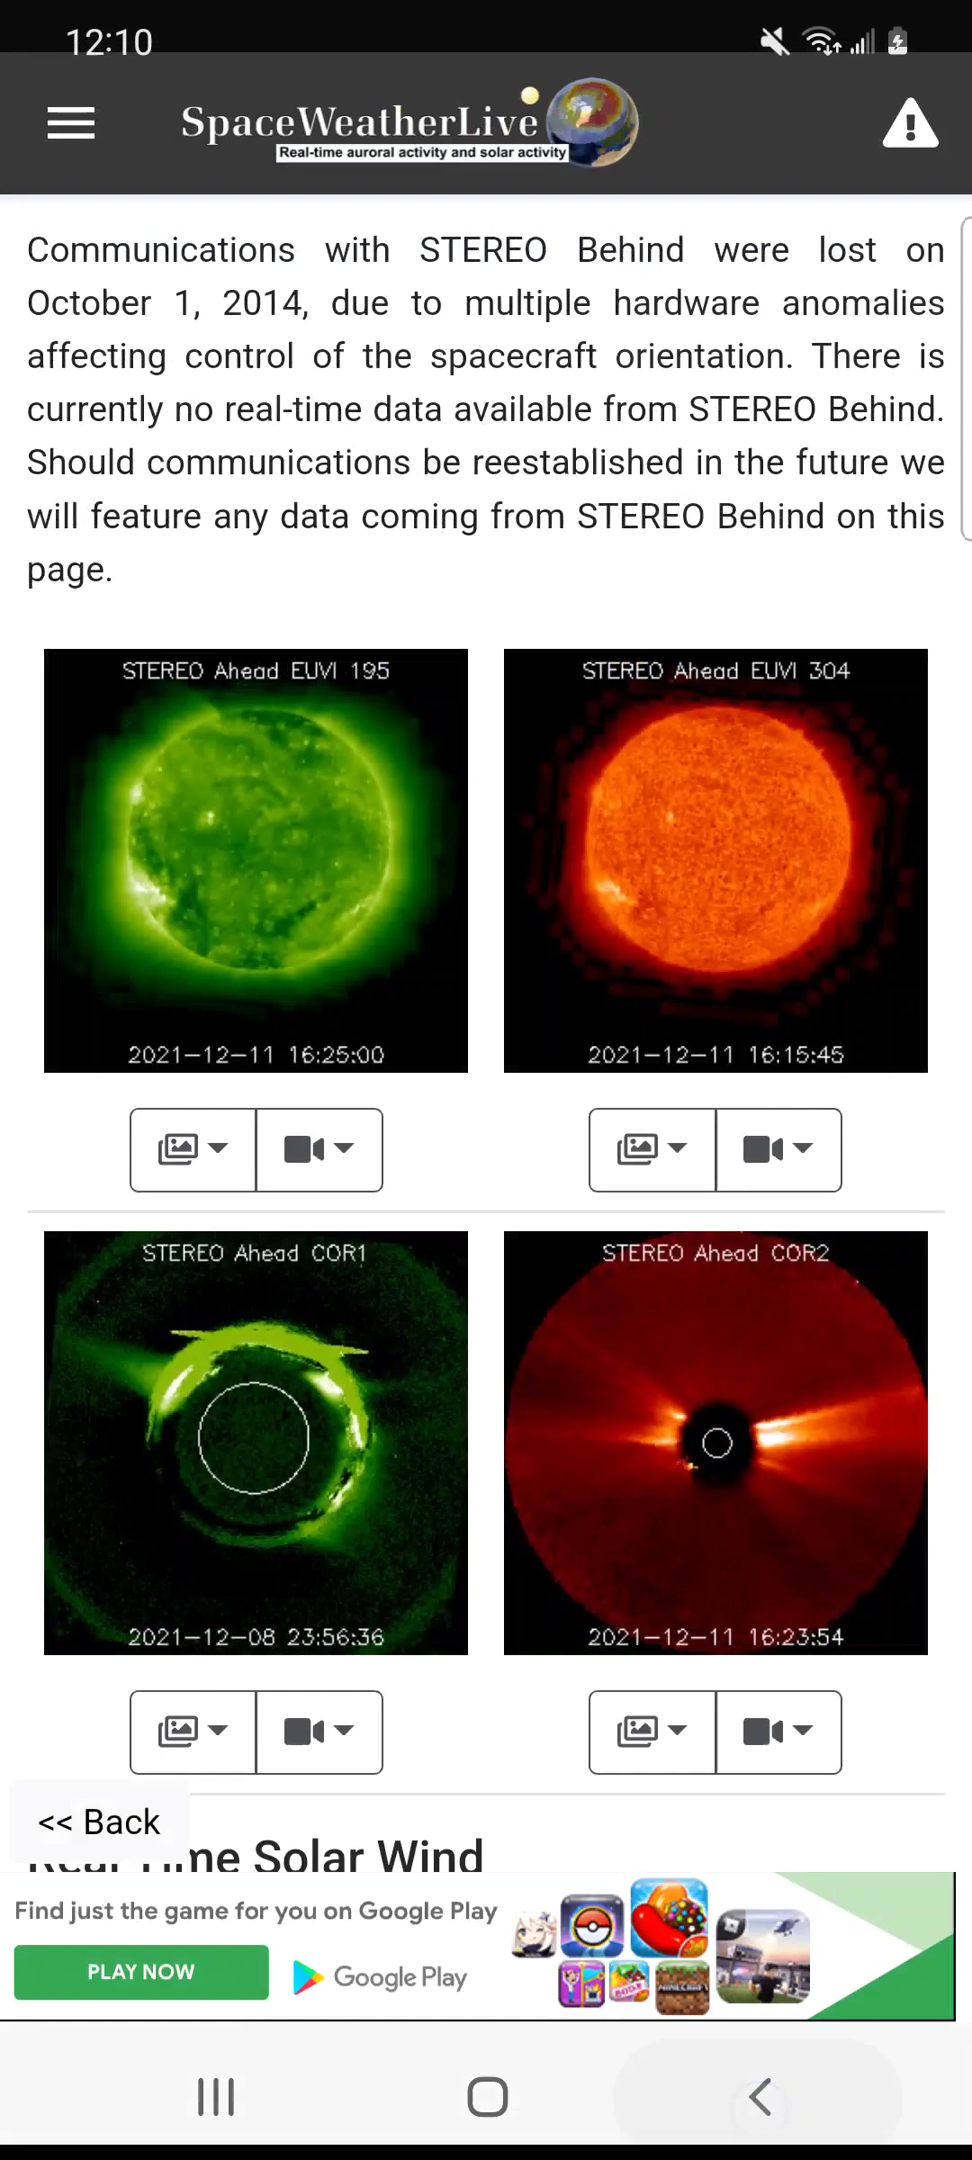 12:10
SpaceWeatherLive
Real-time auroral activity and solar activity
Communications with STEREO Behind were lost on
October 1, 2014, due to multiple hardware anomalies
affecting control of the spacecraft orientation. There is
currently no real-time data available from STEREO Behind.
Should communications be reestablished in the future we
will feature any data coming from STEREO Behind on this
page.
STEREO Ahead EUVI 195
STEREO Ahead EUVI 304
2021-12-11 16:25:00
2021-12-11 16:15:45
STEREO Ahead COR1
STEREO Ahead COR2
2021-12-08 23:56:36
2021-12-11 16:23:54
<< Back
Solar Wind
Find just the game for you on Google Play
PLAY NOW
Google Play
MINECRAFT